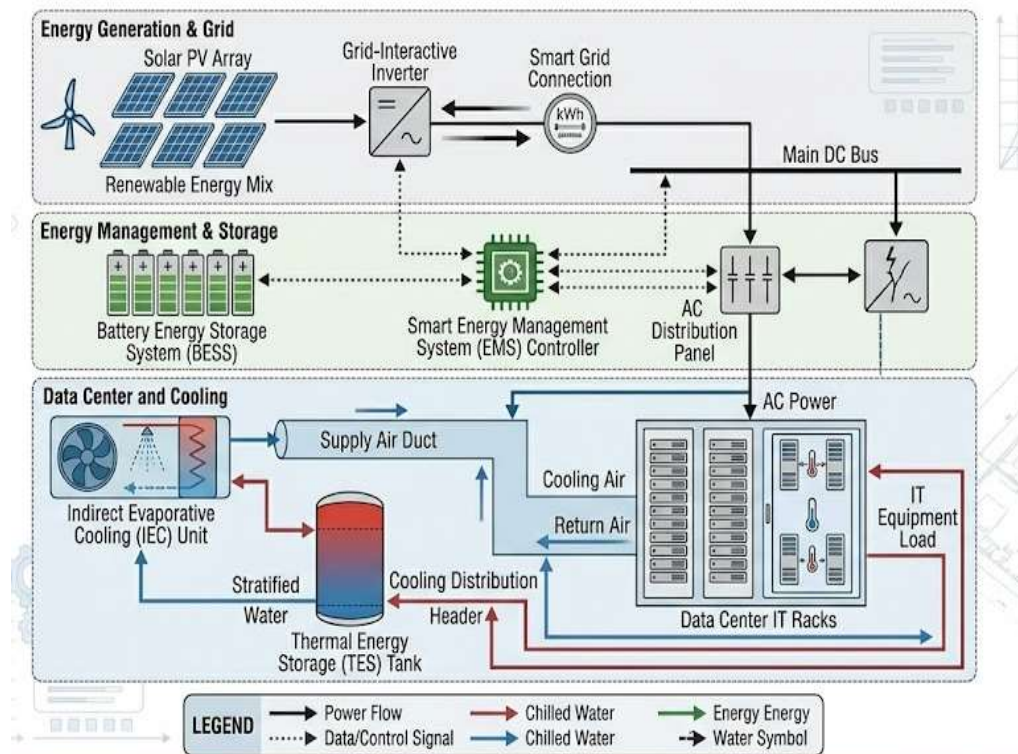 Energy Generation & Grid
Solar PV Array
Renewable Energy Mix
Grid-Interactive
Inverter
Smart Grid
Connection
kWh
Main DC Bus
Energy Management & Storage
Battery Energy Storage
System (BESS)
Smart Energy Management
System (EMS) Controller
AC
Distribution
Panel
Data Center and Cooling
Indirect Evaporative
Cooling (IEC) Unit
Supply Air Duct
AC Power
Cooling Air
Return Air
IT
Equipment
Load
Stratified
Water
Cooling Distribution
Header
Thermal Energy
Storage (TES) Tank
Data Center IT Racks
LEGEND
Power Flow
Chilled Water
Energy Energy
Data/Control Signal
Chilled Water
Water Symbol